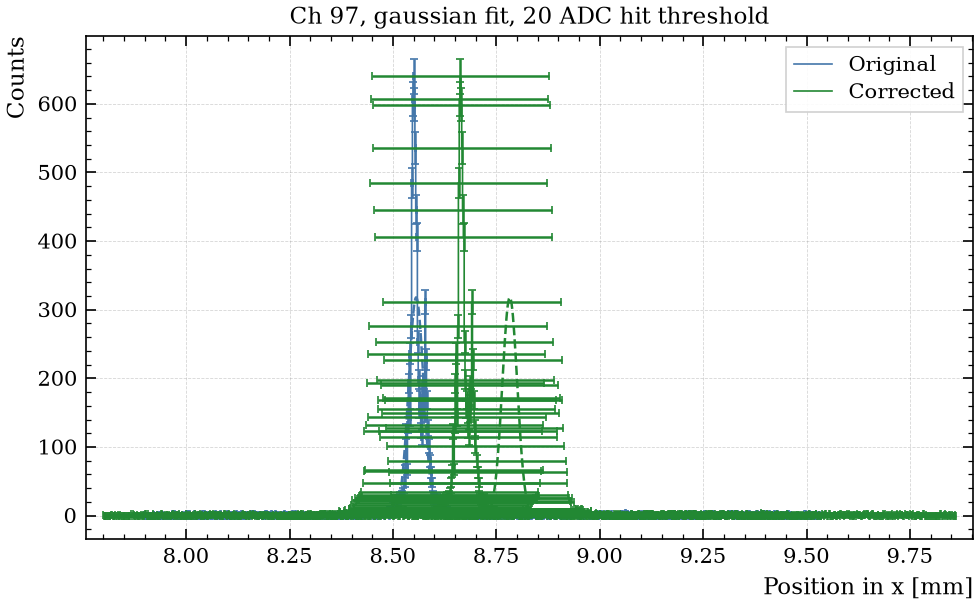 Ch 97, gaussian fit, 20 ADC hit threshold
Counts
Original
Corrected
600
500
400
300
200
100
0
8.00 8.25 8.50 8.75 9.00 9.25 9.50 9.75
Position in x [mm]